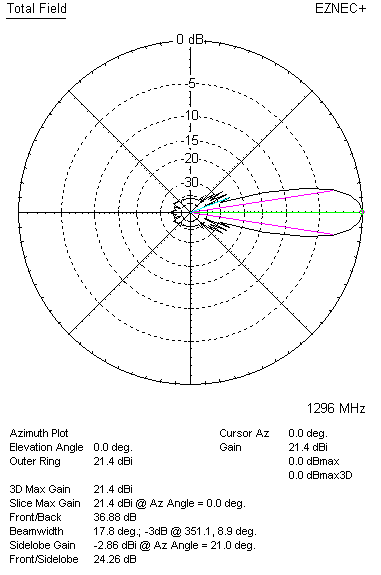 Total Field
EZNEC+
0 dB
-5
-10
-15
-20
-30
1296 MHz
Azimuth Plot
Cursor Az 0.0 deg.
Elevation Angle 0.0 deg.
Gain 21.4 dBi
Outer Ring 21.4 dBi
0.0 dBmax
0.0 dBmax3D
3D Max Gain 21.4 dBi
Slice Max Gain 21.4 dBi @ Az Angle = 0.0 deg.
Front/Back 36.88 dB
Beamwidth 17.8 deg.; -3dB @ 351.1, 8.9 deg.
Sidelobe Gain -2.86 dBi @ Az Angle = 21.0 deg.
Front/Sidelobe 24.26 dB